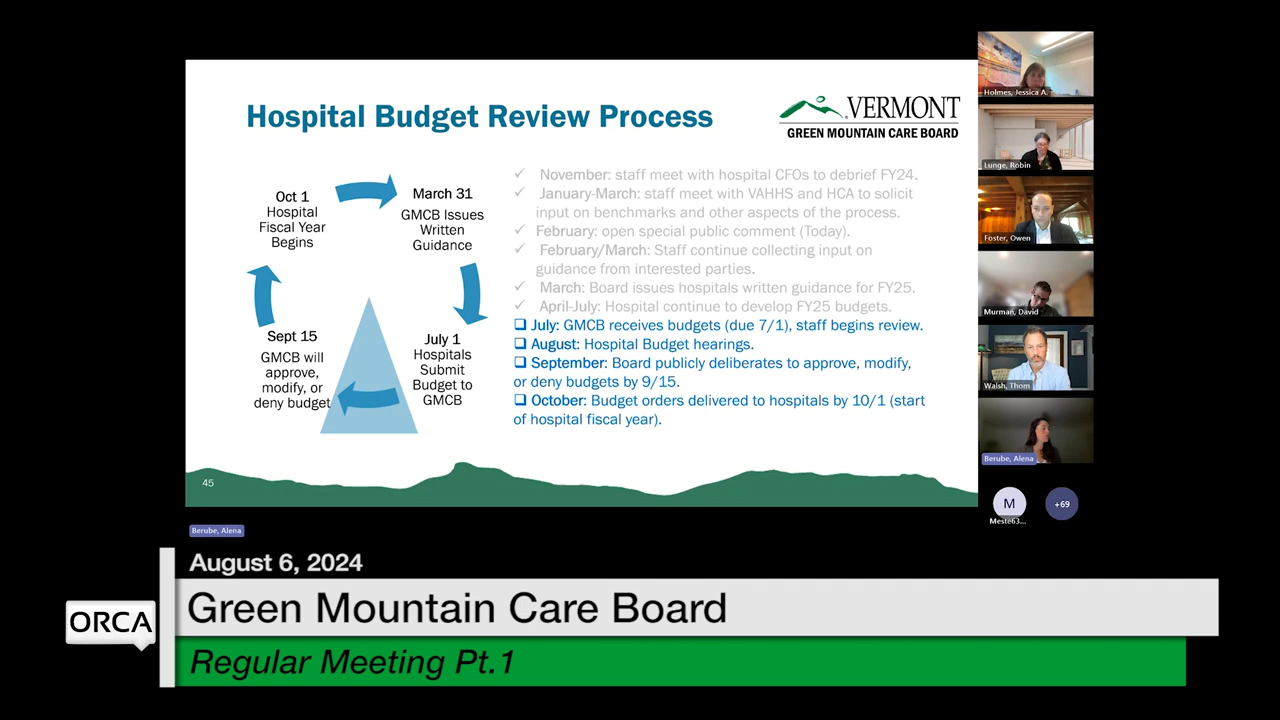 Hospital Budget Review Process
VERMONT
GREEN MOUNTAIN CARE BOARD
Oct 1
Hospital
Fiscal Year
Begins
March 31
GMCB Issues
Written
Guidance
July 1
Hospitals
Submit
Budget to
GMCB
Sept 15
GMCB will
approve,
modify, or
deny budget
✓ November: staff meet with hospital CFOs to debrief FY24.
✓ January-March: staff meet with VAHHS and HCA to solicit
input on benchmarks and other aspects of the process.
✓ February: open special public comment (Today).
✓ February/March: Staff continue collecting input on
guidance from interested parties.
✓ March: Board issues hospitals written guidance for FY25.
✓ April-July: Hospital continue to develop FY25 budgets.
❑ July: GMCB receives budgets (due 7/1), staff begins review.
❑ August: Hospital Budget hearings.
❑ September: Board publicly deliberates to approve, modify,
or deny budgets by 9/15.
❑ October: Budget orders delivered to hospitals by 10/1 (start
of hospital fiscal year).
45
Holmes, Jessica A.
Lunge, Robin
Foster, Owen
Murman, David
Walsh, Thom
Berube, Alena
M
Meste63...
+69
Berube, Alena
August 6, 2024
Green Mountain Care Board
ORCA
Regular Meeting Pt.1